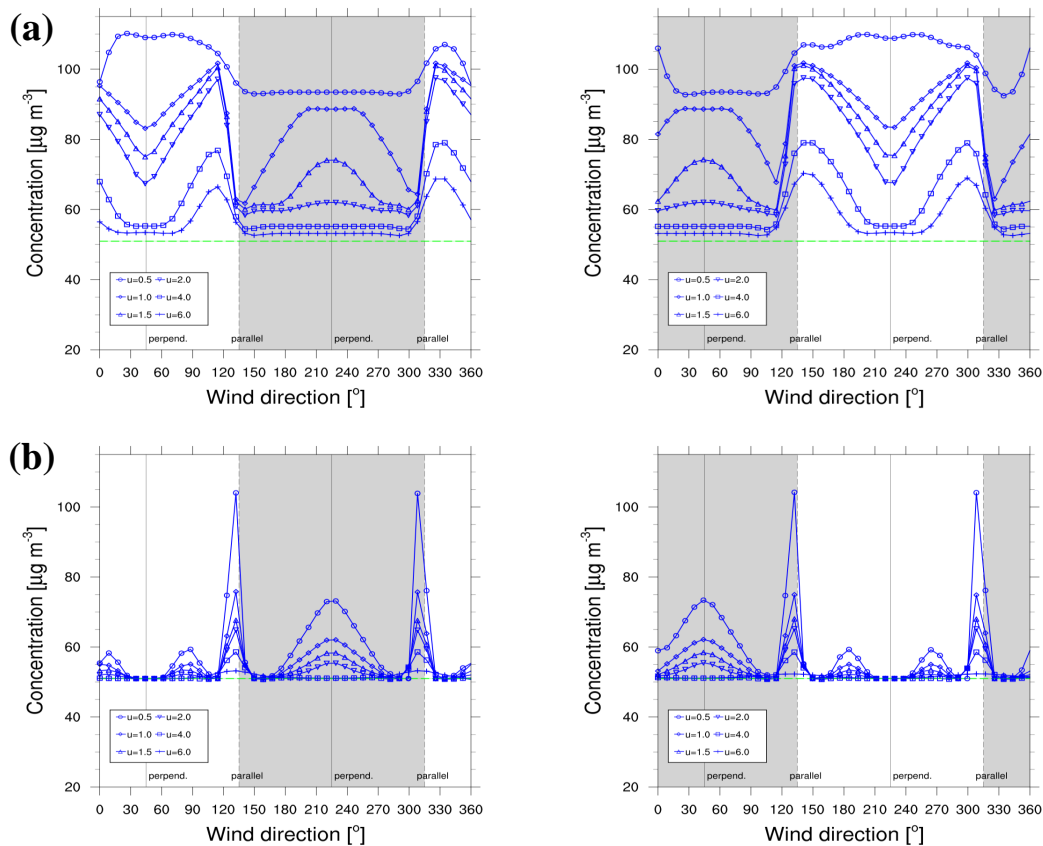 (a)
Concentration [µg m-3]
100
80
60
40
20
u=0.5 u=2.0
u=1.0 u=4.0
u=1.5 u=6.0
perpend. parallel perpend. parallel
0 30 60 90 120 150 180 210 240 270 300 330 360
Wind direction [o]
Concentration [µg m-3]
100
80
60
40
20
u=0.5 u=2.0
u=1.0 u=4.0
u=1.5 u=6.0
perpend. parallel perpend. parallel
0 30 60 90 120 150 180 210 240 270 300 330 360
Wind direction [o]
(b)
Concentration [µg m-3]
100
80
60
40
20
u=0.5 u=2.0
u=1.0 u=4.0
u=1.5 u=6.0
perpend. parallel perpend. parallel
0 30 60 90 120 150 180 210 240 270 300 330 360
Wind direction [o]
Concentration [µg m-3]
100
80
60
40
20
u=0.5 u=2.0
u=1.0 u=4.0
u=1.5 u=6.0
perpend. parallel perpend. parallel
0 30 60 90 120 150 180 210 240 270 300 330 360
Wind direction [o]